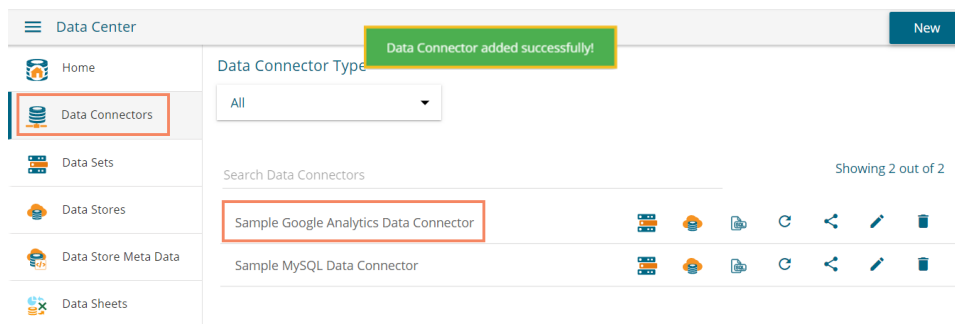 Data Center
New
Data Connector added successfully!
Home
Data Connector Type
All
Data Connectors
Data Sets
Search Data Connectors
Showing 2 out of 2
Data Stores
Sample Google Analytics Data Connector
Data Store Meta Data
Sample MySQL Data Connector
Data Sheets